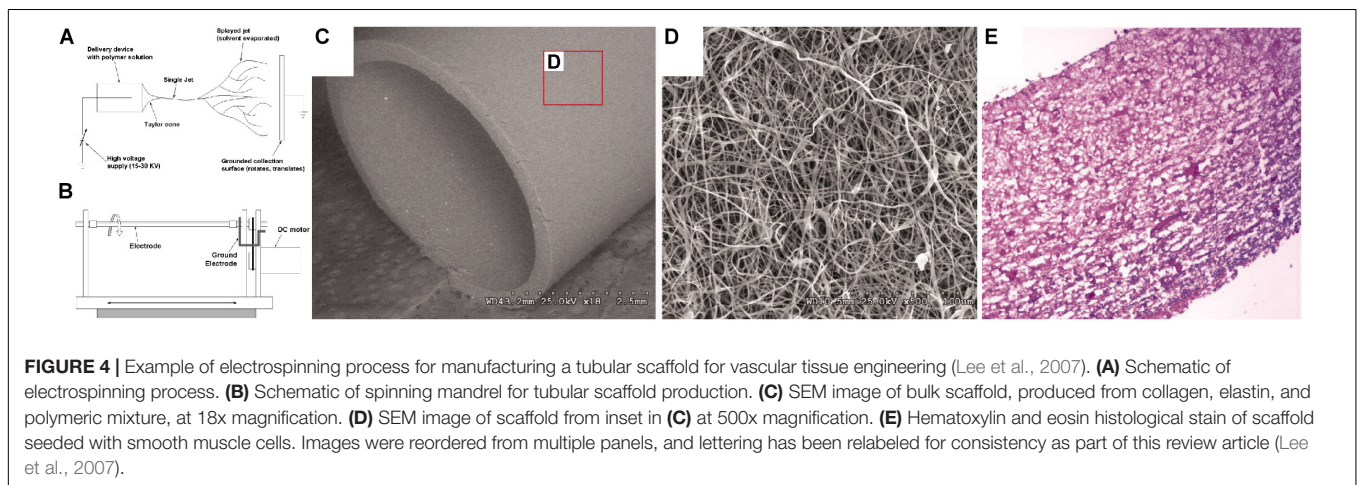 A
Delivery device
with polymer solution
Splayed jet
(solvent evaporated)
Single Jet
Taylor cone
High voltage
supply (15-30 KV)
Grounded collection
surface (rotates, translates)
B
Electrode
Ground
Electrode
DC motor
C
D
WD43.2mm 25.0kV x18 2.5mm
D
25.0kV x500 100um
E
FIGURE 4 | Example of electrospinning process for manufacturing a tubular scaffold for vascular tissue engineering (Lee et al., 2007). (A) Schematic of
electrospinning process. (B) Schematic of spinning mandrel for tubular scaffold production. (C) SEM image of bulk scaffold, produced from collagen, elastin, and
polymeric mixture, at 18x magnification. (D) SEM image of scaffold from inset in (C) at 500x magnification. (E) Hematoxylin and eosin histological stain of scaffold
seeded with smooth muscle cells. Images were reordered from multiple panels, and lettering has been relabeled for consistency as part of this review article (Lee
et al., 2007).